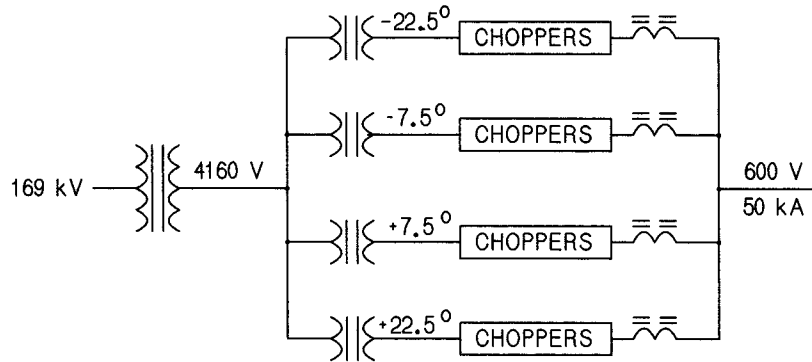 -22.5° CHOPPERS
-7.5° CHOPPERS
169 kV 4160 V 600 V
50 kA
+7.5° CHOPPERS
+22.5° CHOPPERS